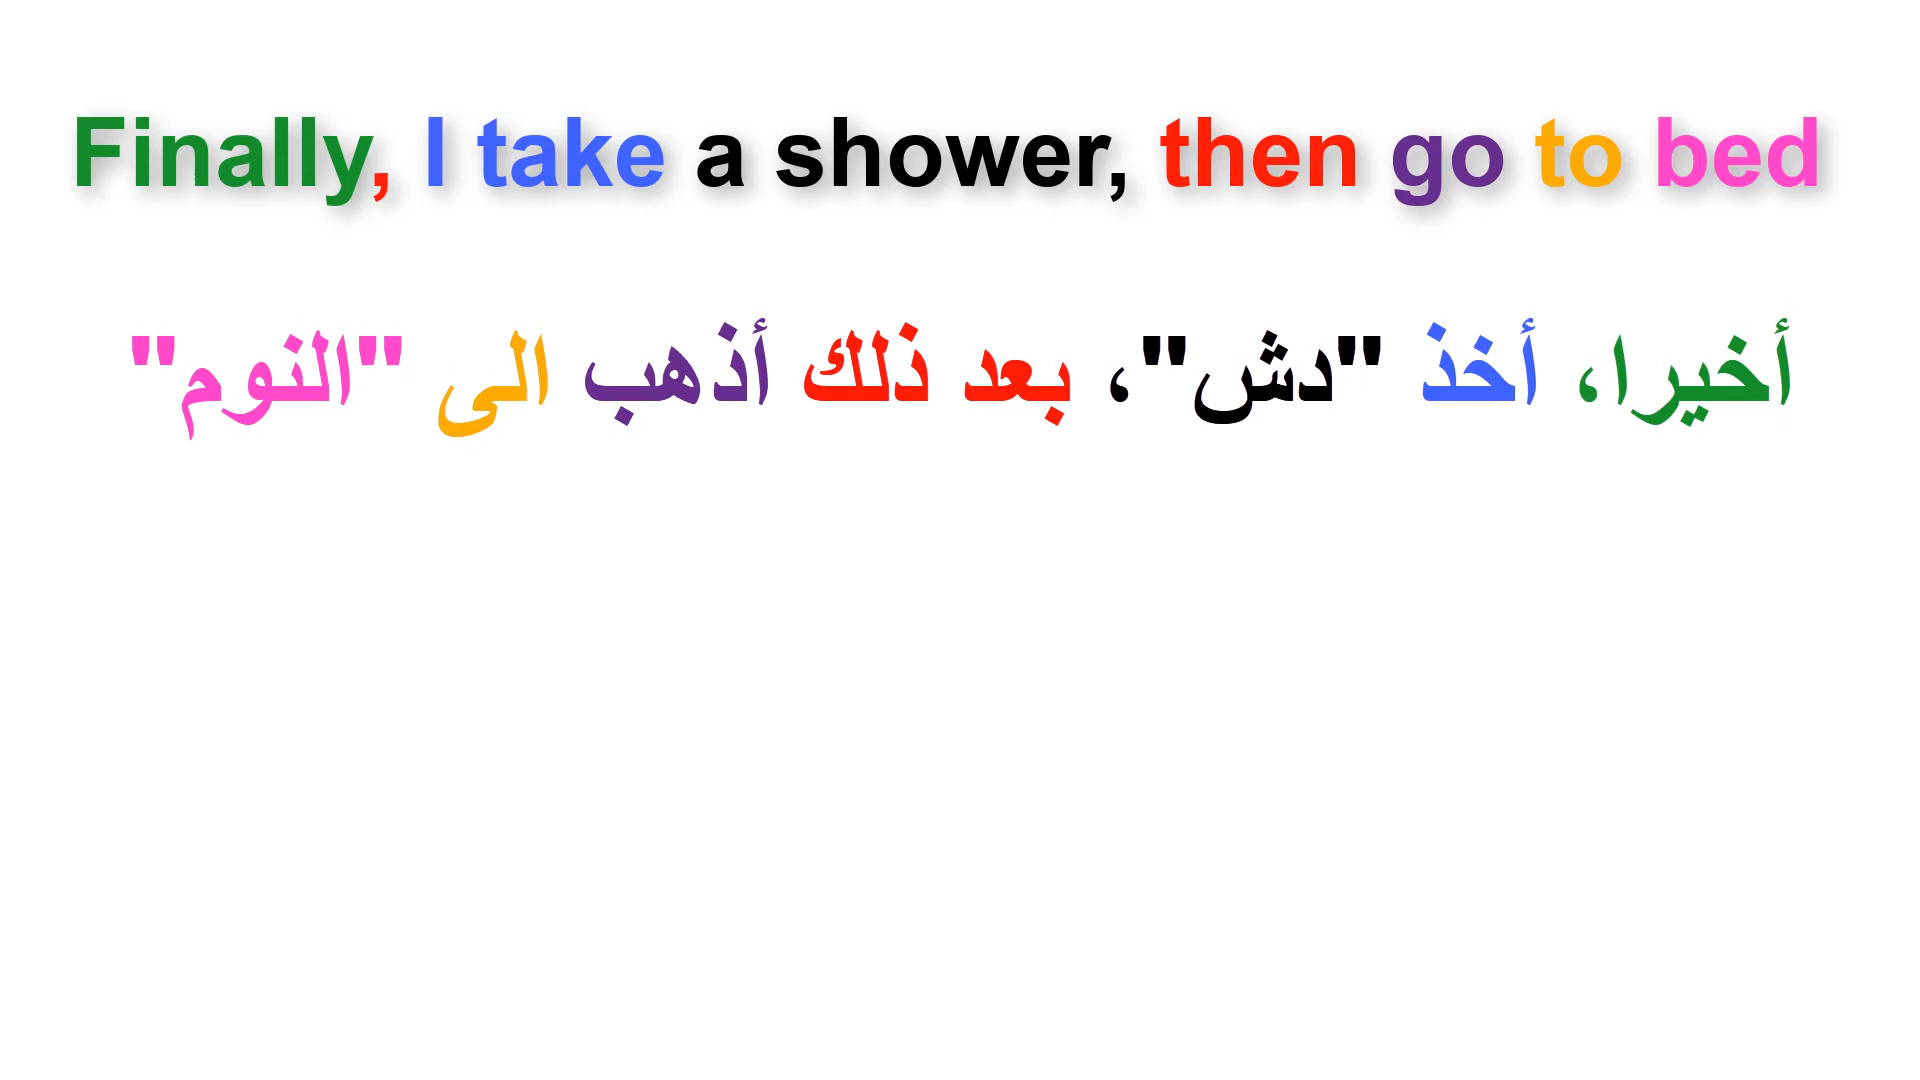 Finally, I take a shower, then go to bed
أخيرا، أخذ "دش"، بعد ذلك أذهب الى "النوم"